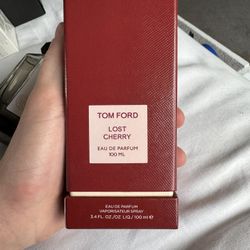 TOM FORD
LOST
CHERRY
EAU DE PARFUM
100 ML
EAU DE PARFUM
VAPORISATEUR SPRAY
3.4 FL.OZ./OZ. LIQ./100 ml ℮